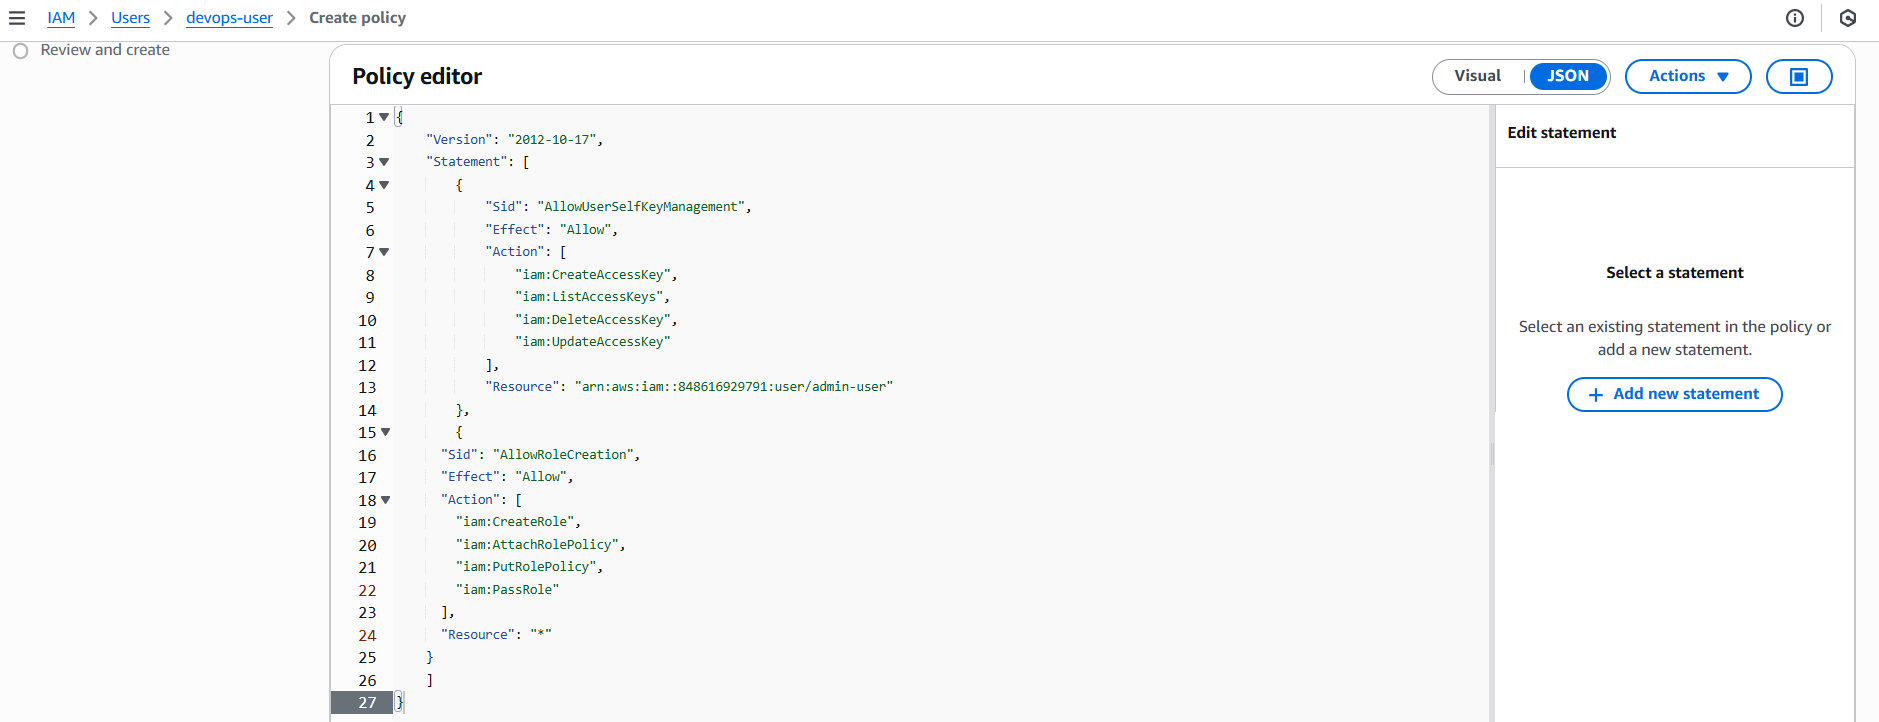 IAM > Users > devops-user > Create policy
Review and create
Policy editor
Visual | JSON Actions
1 {
2 "Version": "2012-10-17",
3 "Statement": [
4 {
5 "Sid": "AllowUserSelfKeyManagement",
6 "Effect": "Allow",
7 "Action": [
8 "iam:CreateAccessKey",
9 "iam:ListAccessKeys",
10 "iam:DeleteAccessKey",
11 "iam:UpdateAccessKey"
12 ],
13 "Resource": "arn:aws:iam::848616929791:user/admin-user"
14 },
15 {
16 "Sid": "AllowRoleCreation",
17 "Effect": "Allow",
18 "Action": [
19 "iam:CreateRole",
20 "iam:AttachRolePolicy",
21 "iam:PutRolePolicy",
22 "iam:PassRole"
23 ],
24 "Resource": "*"
25 }
26 ]
27 }
Edit statement
Select a statement
Select an existing statement in the policy or
add a new statement.
+ Add new statement